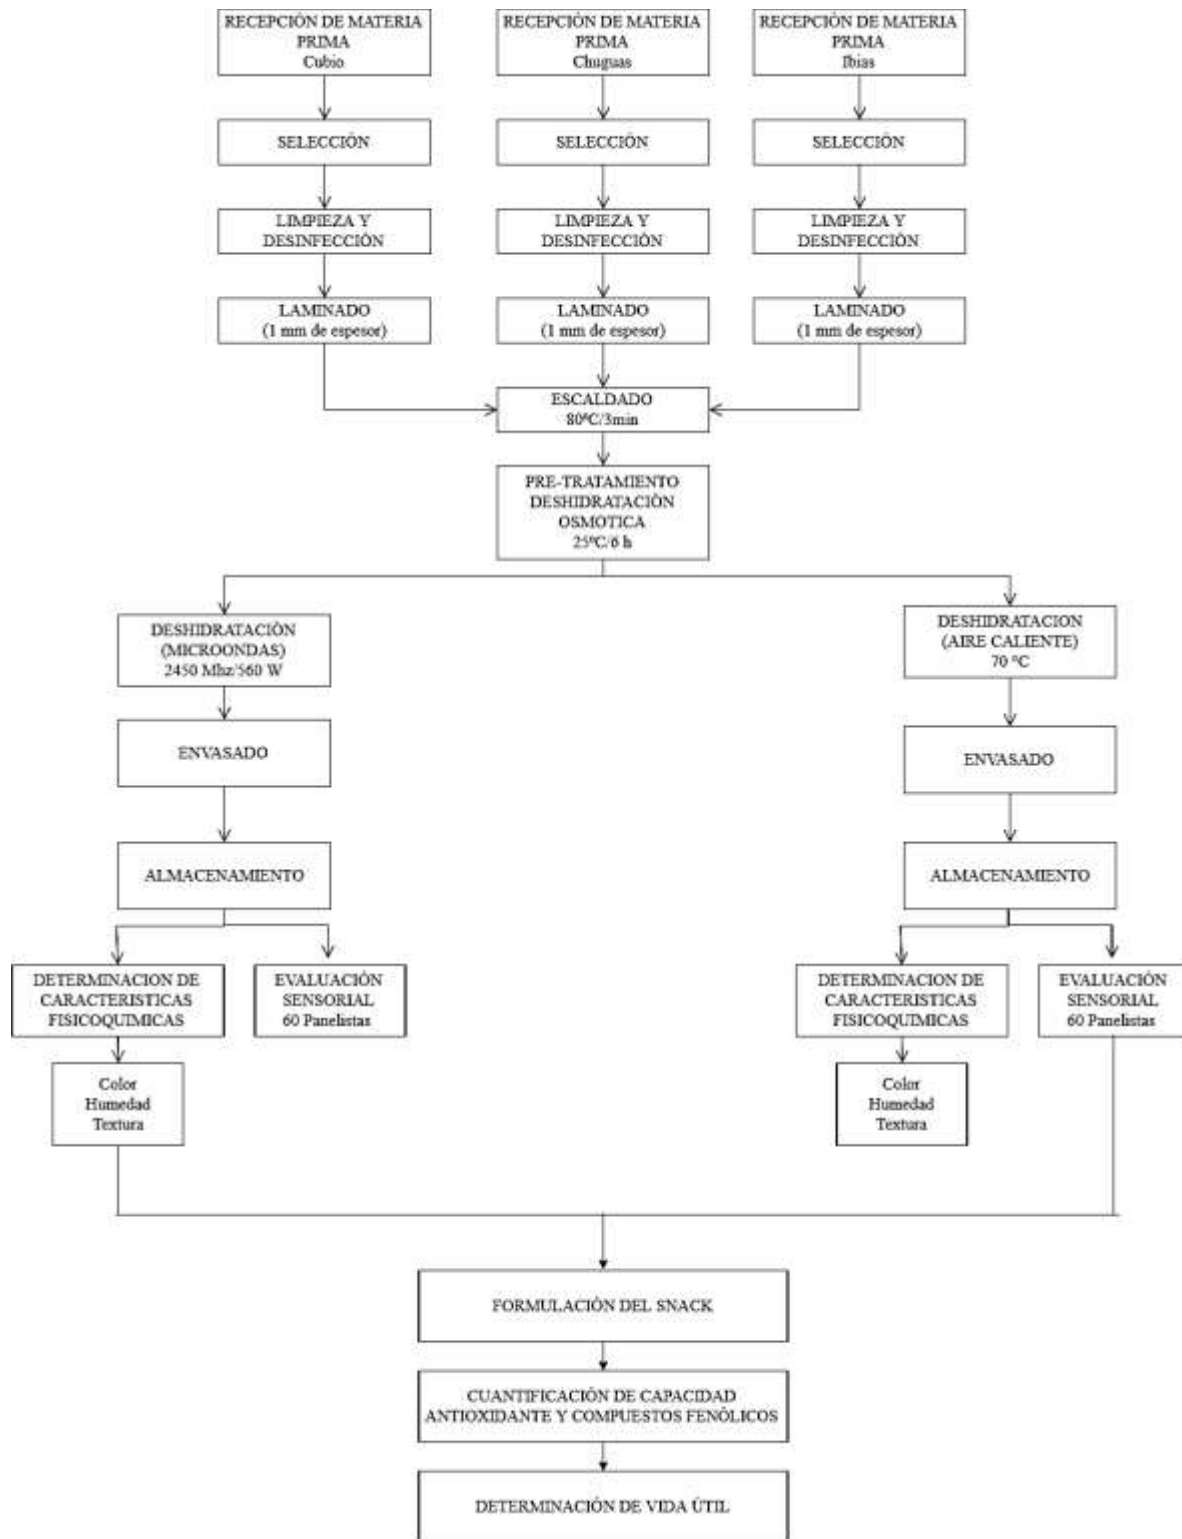 RECEPCIÓN DE MATERIA
PRIMA
Cubio
RECEPCIÓN DE MATERIA
PRIMA
Chuguas
RECEPCIÓN DE MATERIA
PRIMA
Ibias
SELECCIÓN
SELECCIÓN
SELECCIÓN
LIMPIEZA Y
DESINFECCIÓN
LIMPIEZA Y
DESINFECCIÓN
LIMPIEZA Y
DESINFECCIÓN
LAMINADO
(1 mm de espesor)
LAMINADO
(1 mm de espesor)
LAMINADO
(1 mm de espesor)
ESCALDADO
80ºC/3min
PRE-TRATAMIENTO
DESHIDRATACIÒN
OSMOTICA
25ºC/6 h
DESHIDRATACIÒN
(MICROONDAS)
2450 Mhz/560 W
DESHIDRATACION
(AIRE CALIENTE)
70 ºC
ENVASADO
ENVASADO
ALMACENAMIENTO
ALMACENAMIENTO
DETERMINACION DE
CARACTERISTICAS
FISICOQUIMICAS
EVALUACIÓN
SENSORIAL
60 Panelistas
DETERMINACION DE
CARACTERISTICAS
FISICOQUIMICAS
EVALUACIÓN
SENSORIAL
60 Panelistas
Color
Humedad
Textura
Color
Humedad
Textura
FORMULACIÓN DEL SNACK
CUANTIFICACIÓN DE CAPACIDAD
ANTIOXIDANTE Y COMPUESTOS FENÓLICOS
DETERMINACIÓN DE VIDA ÚTIL